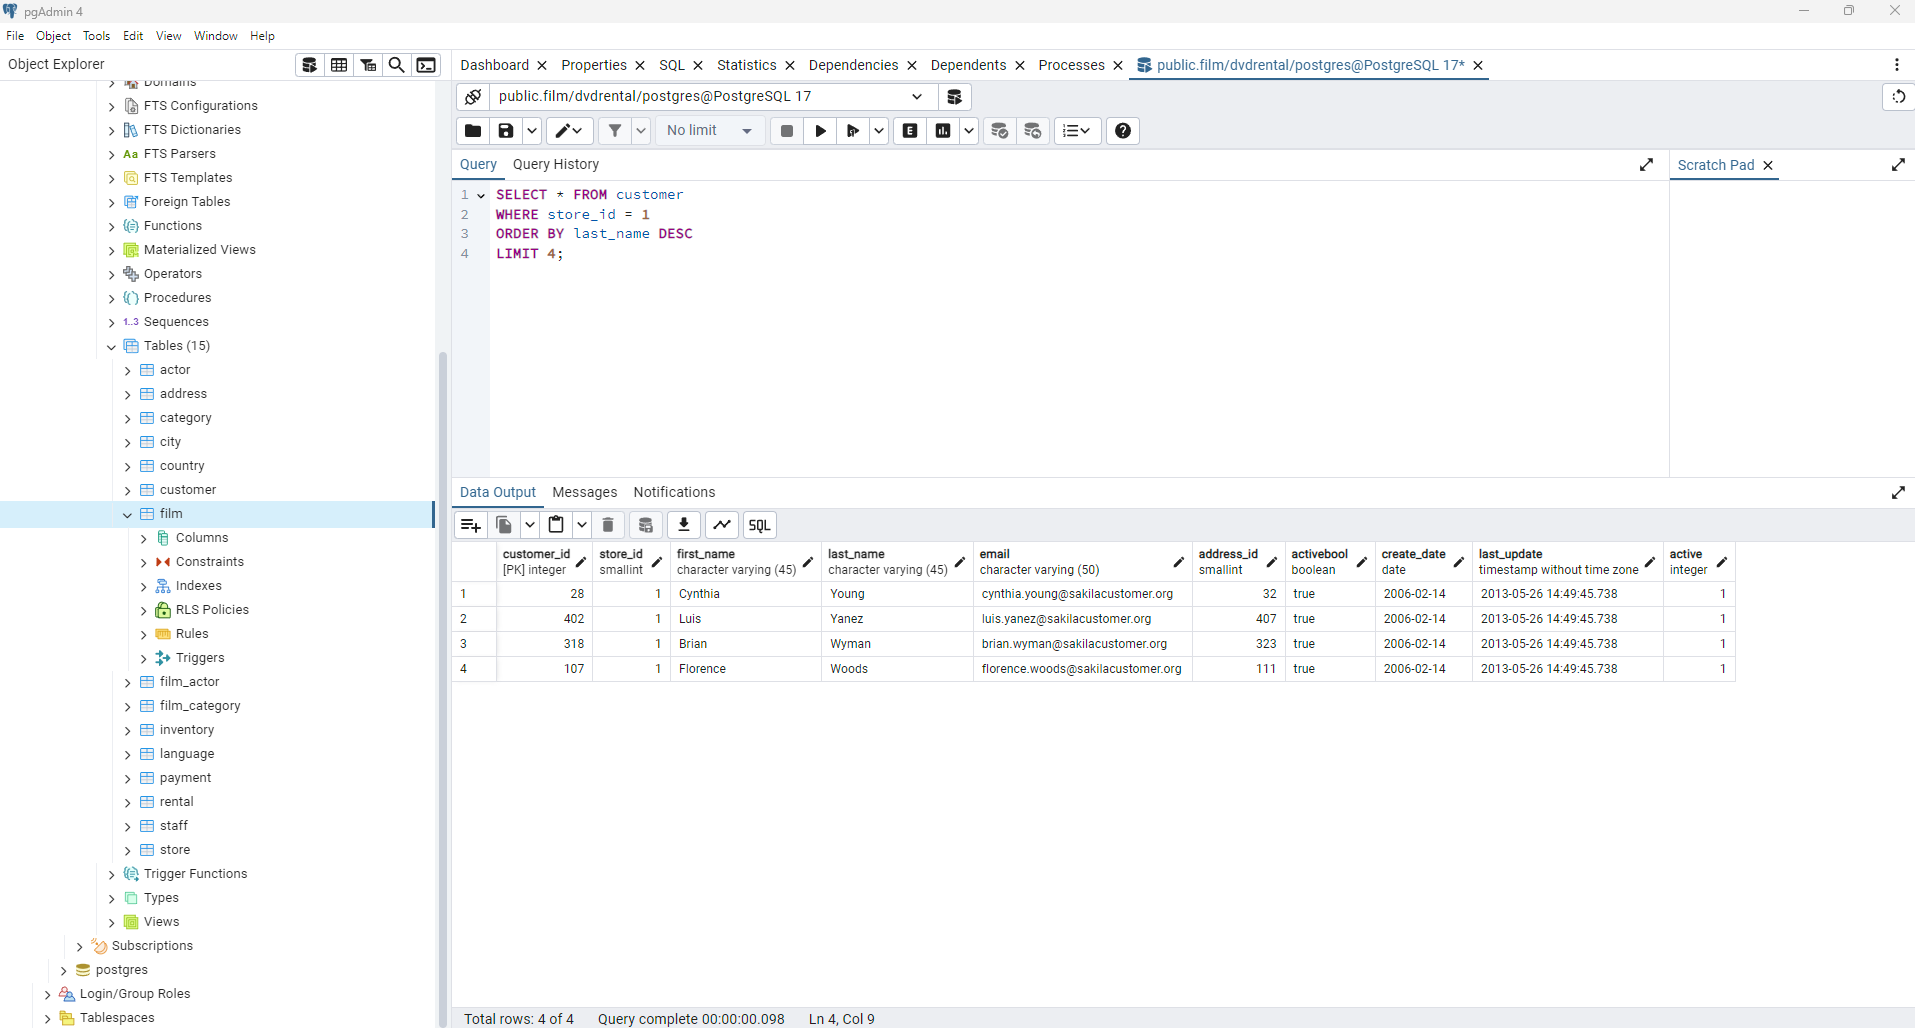 pgAdmin 4
File Object Tools Edit View Window Help
Object Explorer
Domains
FTS Configurations
FTS Dictionaries
Aa FTS Parsers
FTS Templates
Foreign Tables
Functions
Materialized Views
Operators
Procedures
1..3 Sequences
Tables (15)
actor
address
category
city
country
customer
film
Columns
Constraints
Indexes
RLS Policies
Rules
Triggers
film_actor
film_category
inventory
language
payment
rental
staff
store
Trigger Functions
Types
Views
Subscriptions
postgres
Login/Group Roles
Tablespaces
Dashboard Properties SQL Statistics Dependencies Dependents Processes public.film/dvdrental/postgres@PostgreSQL 17*
public.film/dvdrental/postgres@PostgreSQL 17
No limit E
Query Query History
Scratch Pad
1 SELECT * FROM customer
2 WHERE store_id = 1
3 ORDER BY last_name DESC
4 LIMIT 4;
Data Output Messages Notifications
SQL
customer_id store_id first_name last_name email address_id activebool create_date last_update active
[PK] integer smallint character varying (45) character varying (45) character varying (50) smallint boolean date timestamp without time zone integer
1 28 1 Cynthia Young cynthia.young@sakilacustomer.org 32 true 2006-02-14 2013-05-26 14:49:45.738 1
2 402 1 Luis Yanez luis.yanez@sakilacustomer.org 407 true 2006-02-14 2013-05-26 14:49:45.738 1
3 318 1 Brian Wyman brian.wyman@sakilacustomer.org 323 true 2006-02-14 2013-05-26 14:49:45.738 1
4 107 1 Florence Woods florence.woods@sakilacustomer.org 111 true 2006-02-14 2013-05-26 14:49:45.738 1
Total rows: 4 of 4 Query complete 00:00:00.098 Ln 4, Col 9